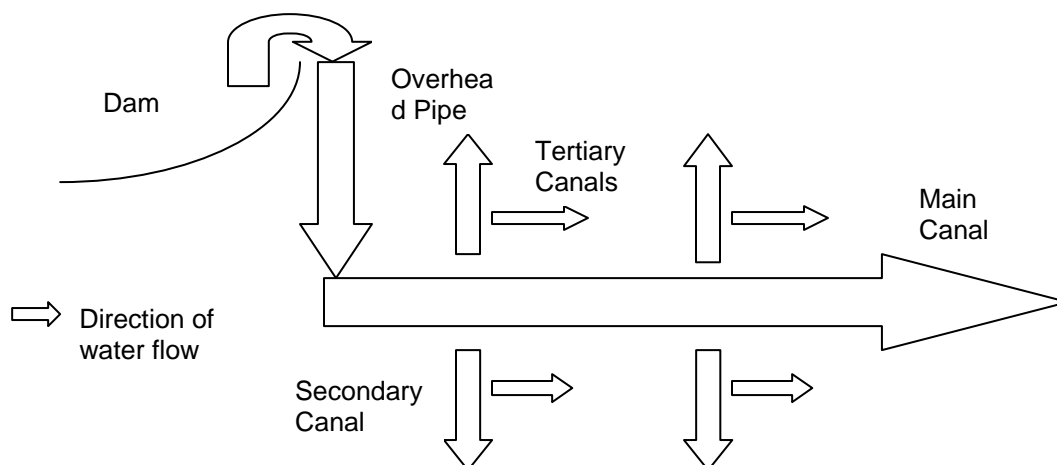 Dam
Overhea
d Pipe
Tertiary
Canals
Main
Canal
Direction of
water flow
Secondary
Canal